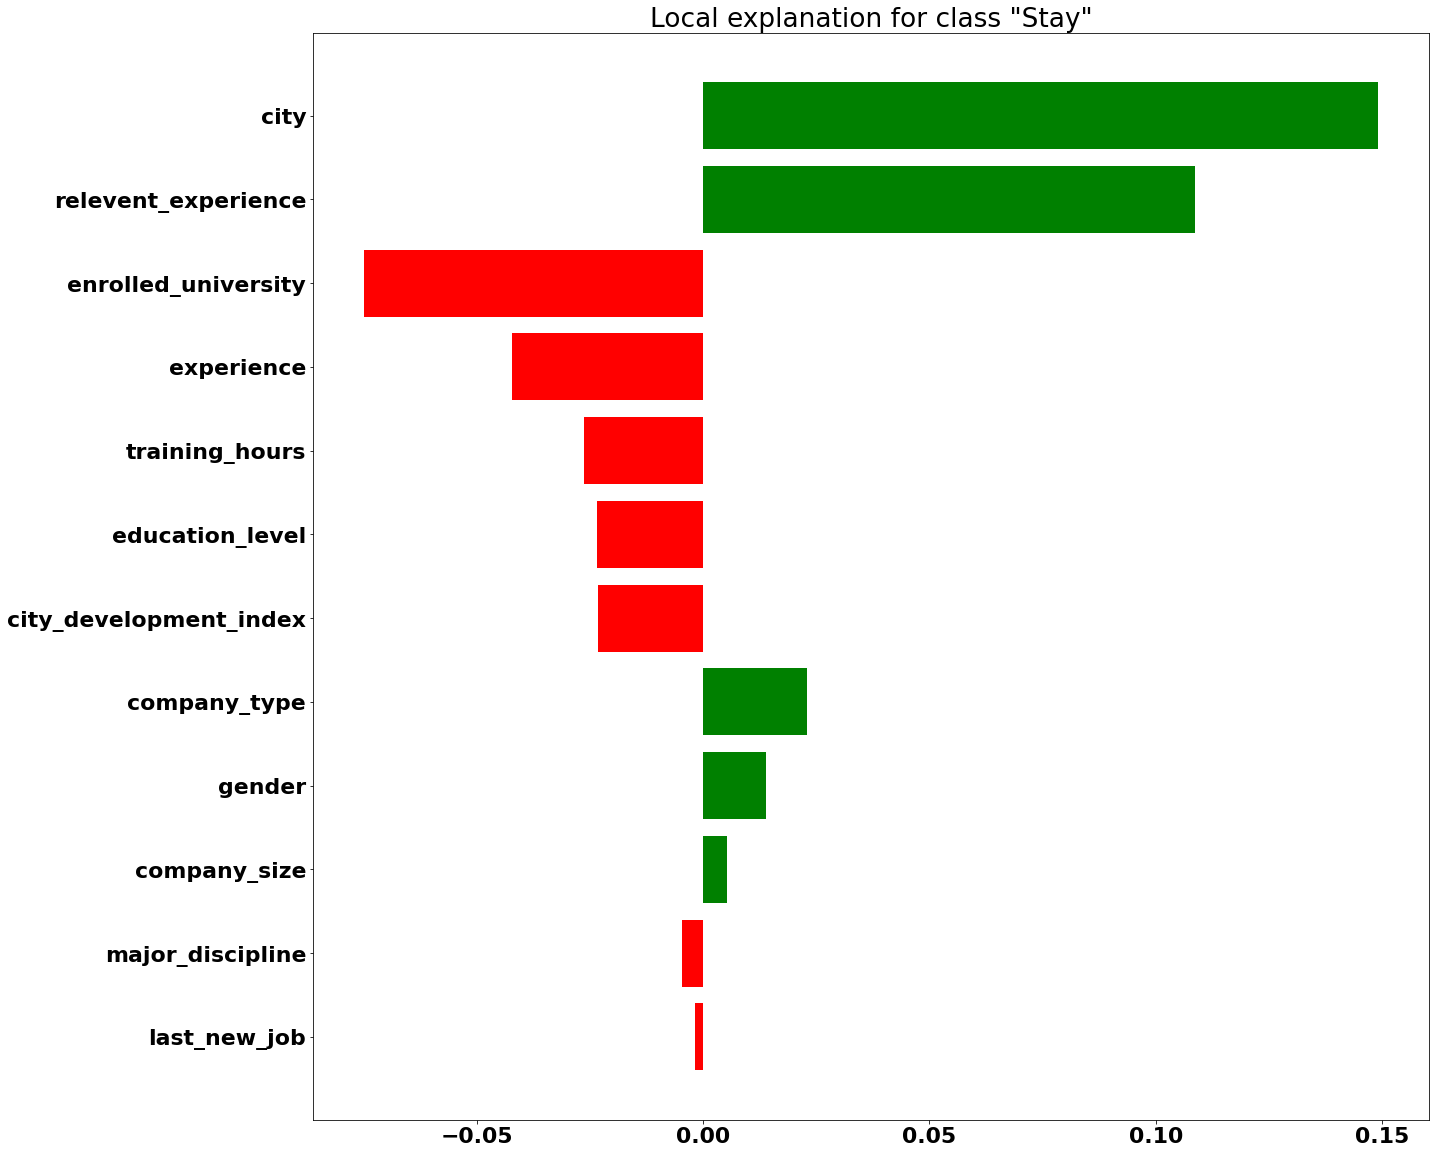 Local explanation for class "Stay"
city
relevent_experience
enrolled_university
experience
training_hours
education_level
city_development_index
company_type
gender
company_size
major_discipline
last_new_job
−0.05 0.00 0.05 0.10 0.15